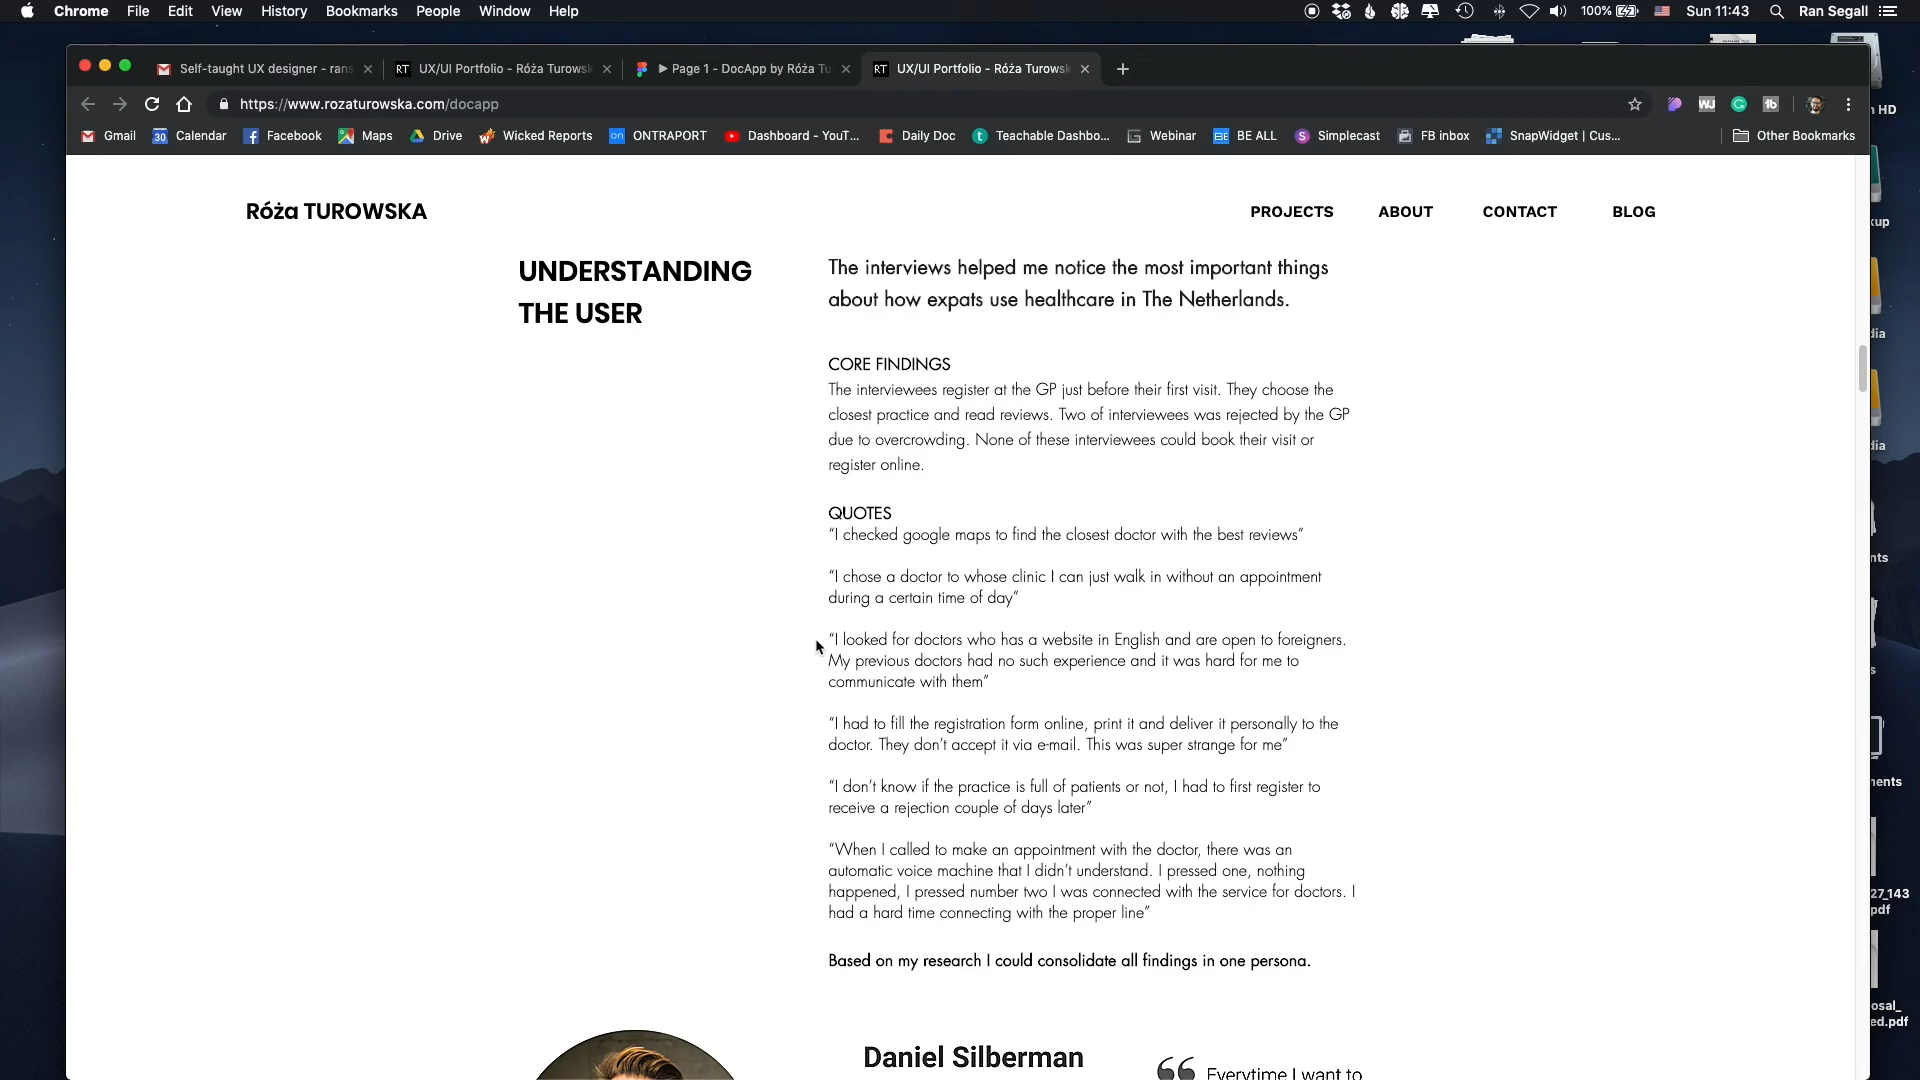 Chrome File Edit View History Bookmarks People Window Help 100% Sun 11:43 Ran Segall
Self-taught UX designer - rans
RT UX/UI Portfolio - Róża Turowsk
Page 1 - DocApp by Róża Tu
RT UX/UI Portfolio - Róża Turowsk
https://www.rozaturowska.com/docapp
Gmail 30 Calendar Facebook Maps Drive Wicked Reports on ONTRAPORT Dashboard - YouT... Daily Doc t Teachable Dashbo... Webinar BE BE ALL S Simplecast FB inbox SnapWidget | Cus... Other Bookmarks
Róża TUROWSKA
PROJECTS ABOUT CONTACT BLOG
UNDERSTANDING
THE USER
The interviews helped me notice the most important things
about how expats use healthcare in The Netherlands.
CORE FINDINGS
The interviewees register at the GP just before their first visit. They choose the
closest practice and read reviews. Two of interviewees was rejected by the GP
due to overcrowding. None of these interviewees could book their visit or
register online.
QUOTES
“I checked google maps to find the closest doctor with the best reviews”
“I chose a doctor to whose clinic I can just walk in without an appointment
during a certain time of day”
“I looked for doctors who has a website in English and are open to foreigners.
My previous doctors had no such experience and it was hard for me to
communicate with them”
“I had to fill the registration form online, print it and deliver it personally to the
doctor. They don’t accept it via e-mail. This was super strange for me”
“I don’t know if the practice is full of patients or not, I had to first register to
receive a rejection couple of days later”
“When I called to make an appointment with the doctor, there was an
automatic voice machine that I didn’t understand. I pressed one, nothing
happened, I pressed number two I was connected with the service for doctors. I
had a hard time connecting with the proper line”
Based on my research I could consolidate all findings in one persona.
Daniel Silberman
“ Everytime I want to
HD
27_143
pdf
osal_
ed.pdf